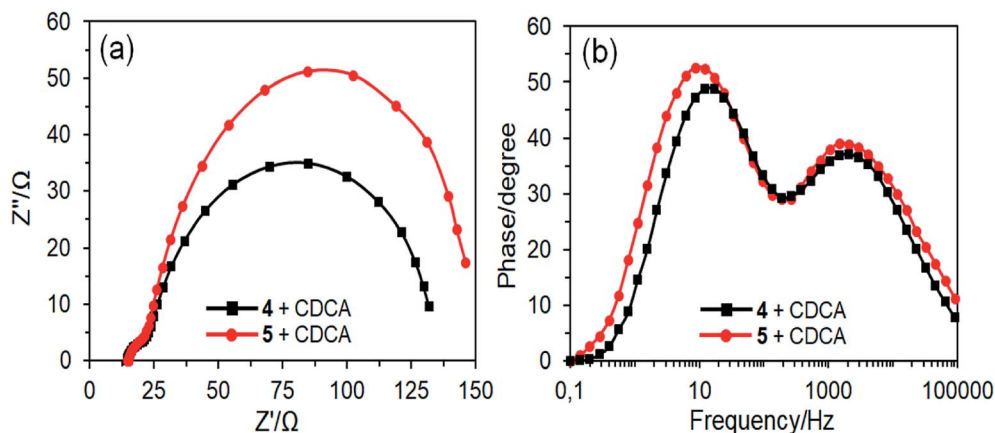 (a)
Z''/Ω
60
50
40
30
20
10
0
4 + CDCA
5 + CDCA
0 25 50 75 100 125 150
Z'/Ω
(b)
Phase/degree
60
50
40
30
20
10
0
4 + CDCA
5 + CDCA
0,1 10 1000 100000
Frequency/Hz